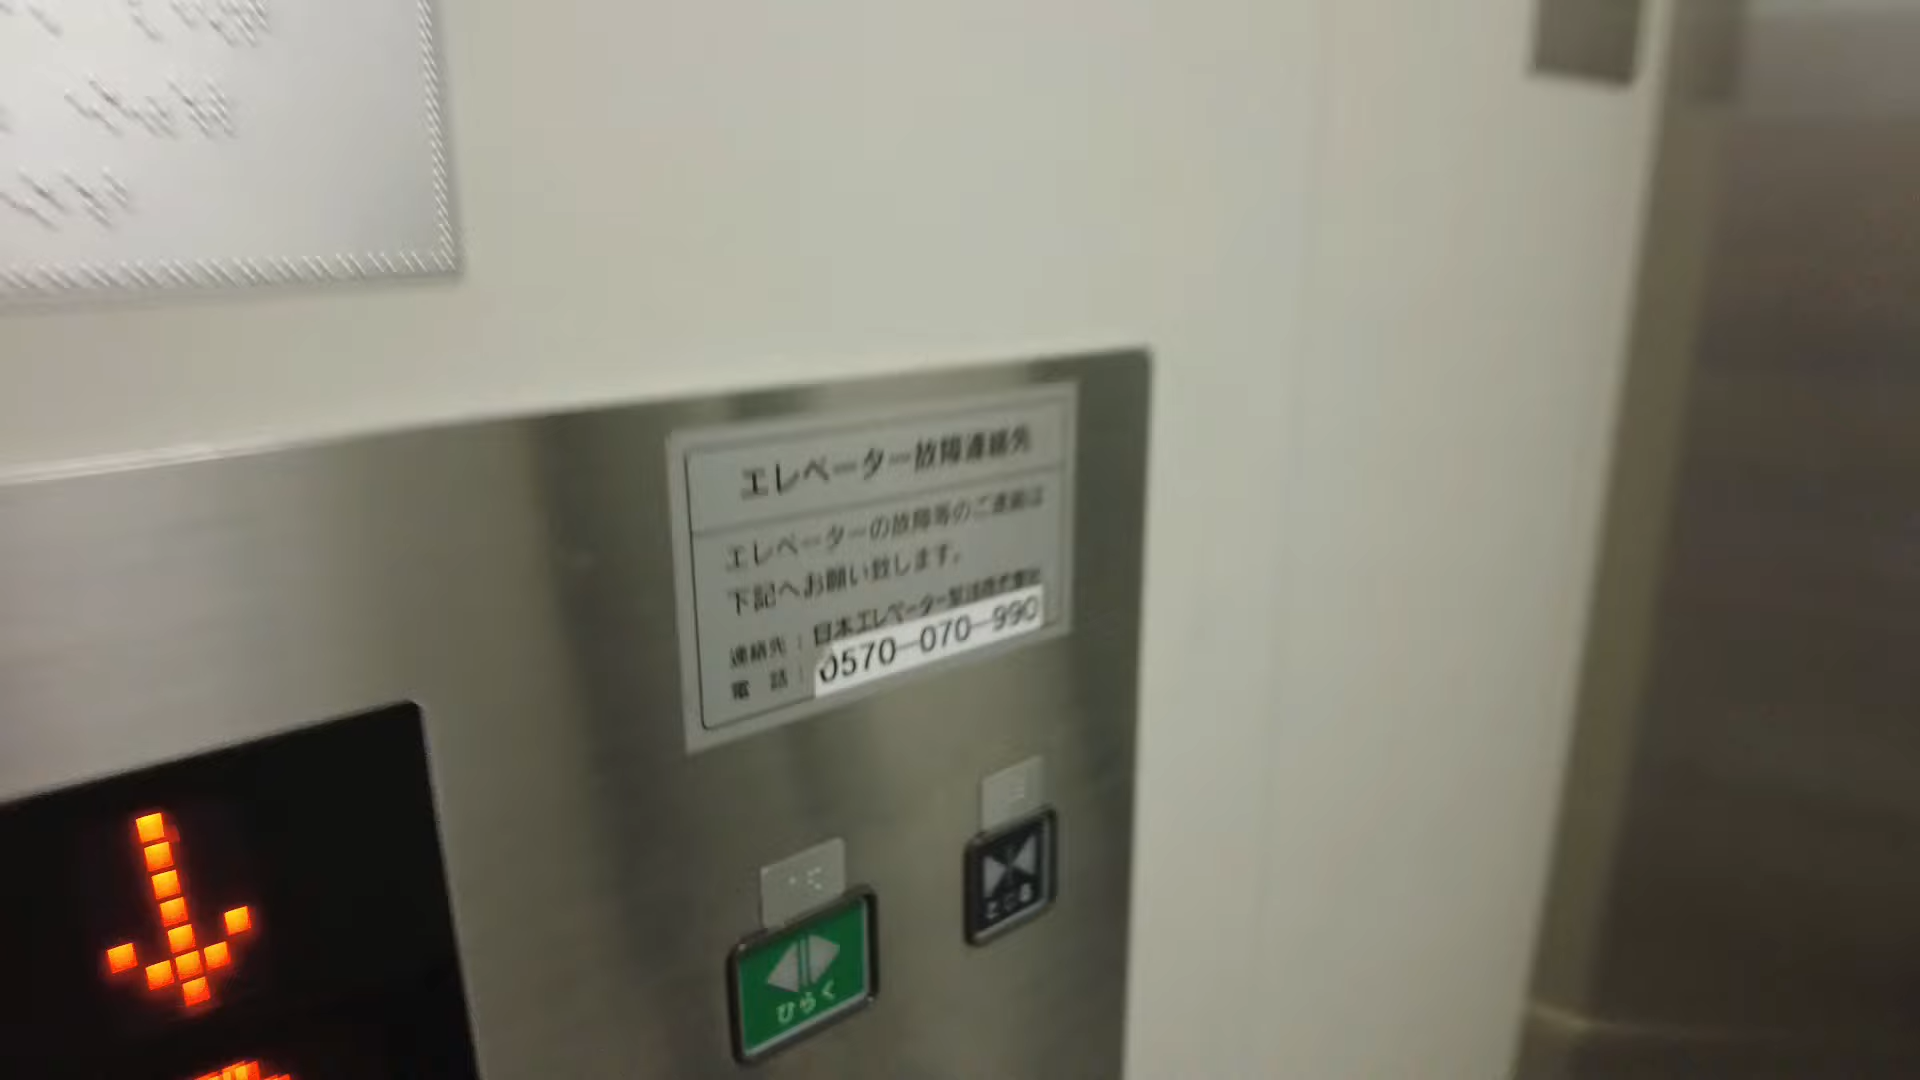 エレベーター故障連絡先
エレベーターの故障等のご連絡は
下記へお願い致します。
連絡先：日本エレベーター製造株式会社
電 話：0570-070-990
ひらく
とじる